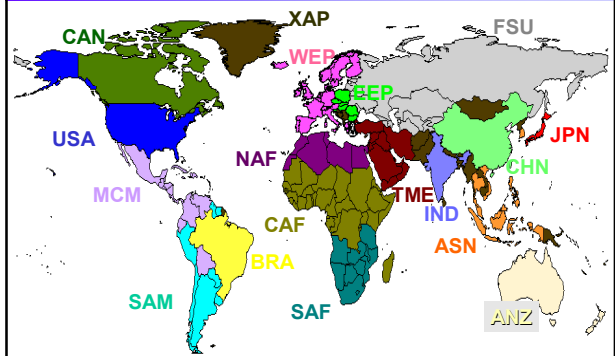 XAP
CAN
FSU
WEP
EEP
USA
JPN
NAF
CHN
MCM
TME
IND
CAF
ASN
BRA
SAM
SAF
ANZ